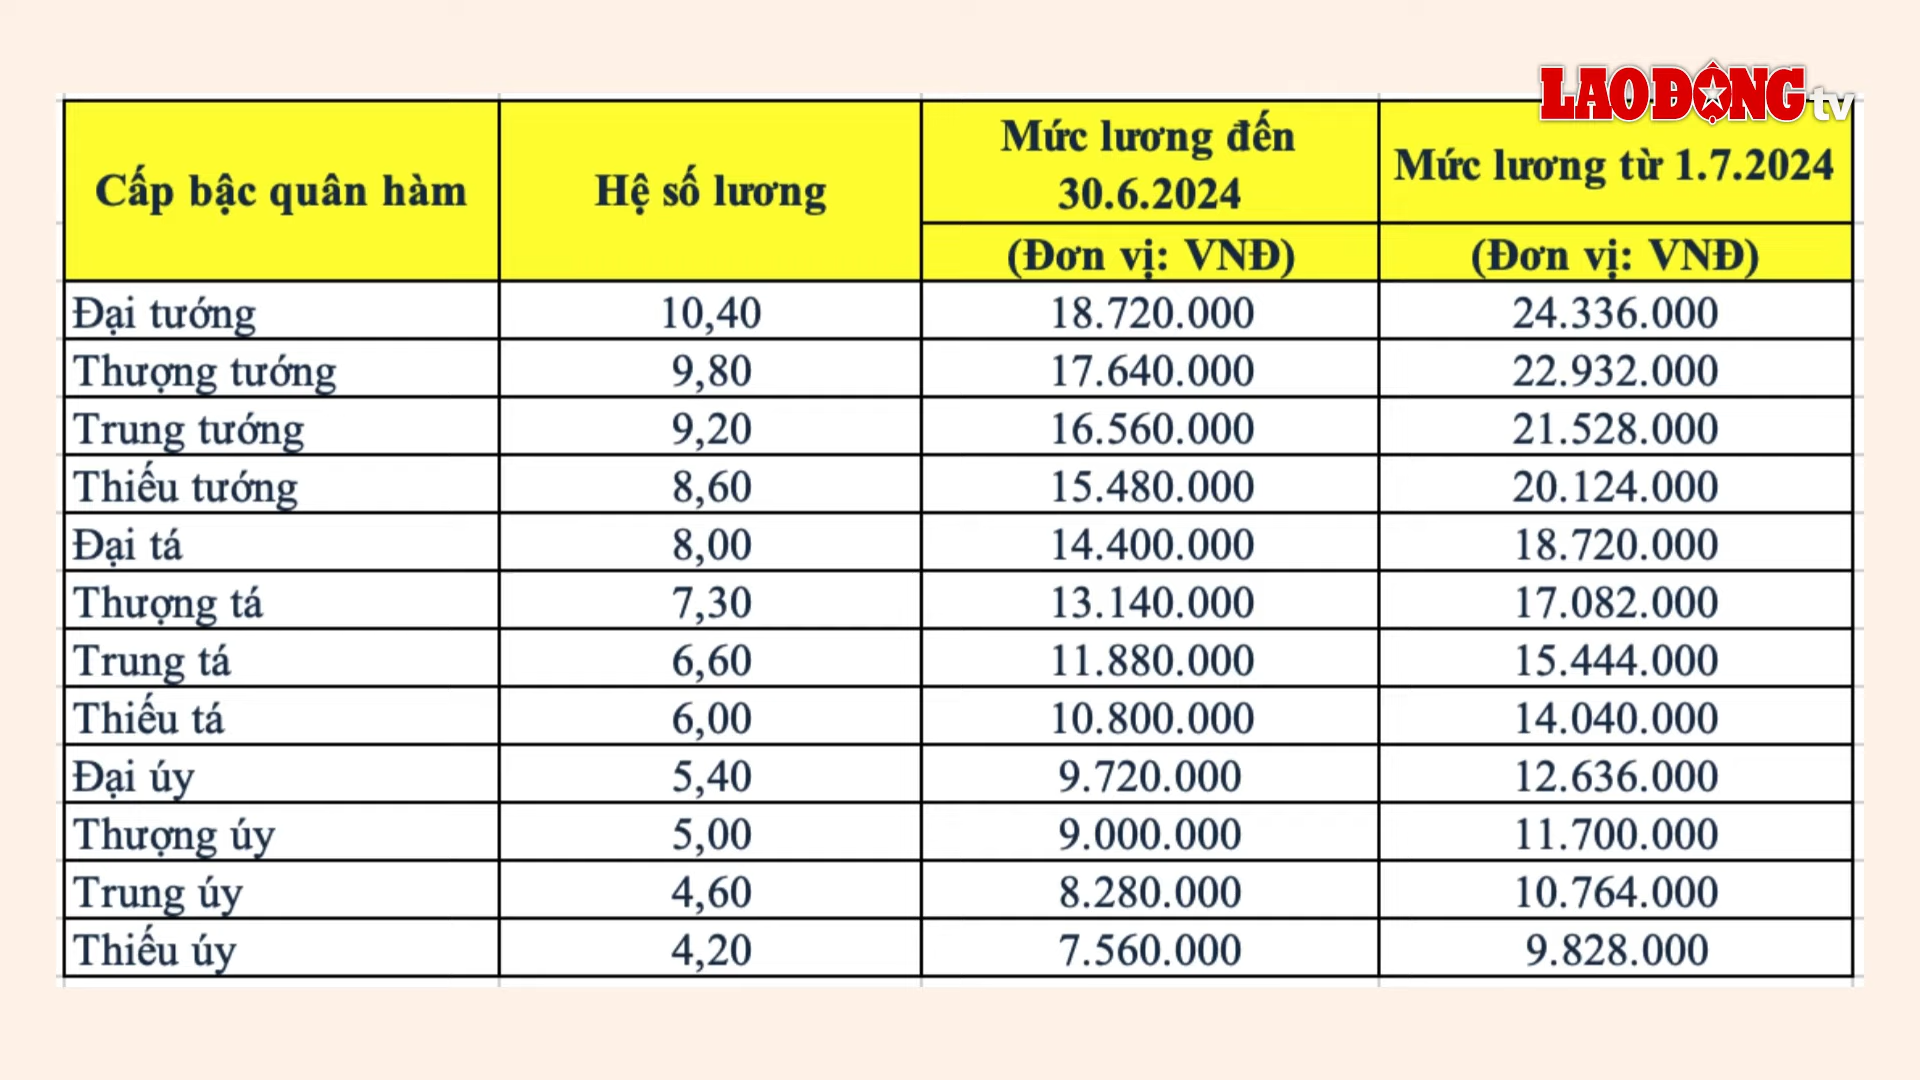 LAO ĐỘNG tv
Cấp bậc quân hàm
Hệ số lương
Mức lương đến
30.6.2024
(Đơn vị: VNĐ)
Mức lương từ 1.7.2024
(Đơn vị: VNĐ)
Đại tướng 10,40 18.720.000 24.336.000
Thượng tướng 9,80 17.640.000 22.932.000
Trung tướng 9,20 16.560.000 21.528.000
Thiếu tướng 8,60 15.480.000 20.124.000
Đại tá 8,00 14.400.000 18.720.000
Thượng tá 7,30 13.140.000 17.082.000
Trung tá 6,60 11.880.000 15.444.000
Thiếu tá 6,00 10.800.000 14.040.000
Đại úy 5,40 9.720.000 12.636.000
Thượng úy 5,00 9.000.000 11.700.000
Trung úy 4,60 8.280.000 10.764.000
Thiếu úy 4,20 7.560.000 9.828.000